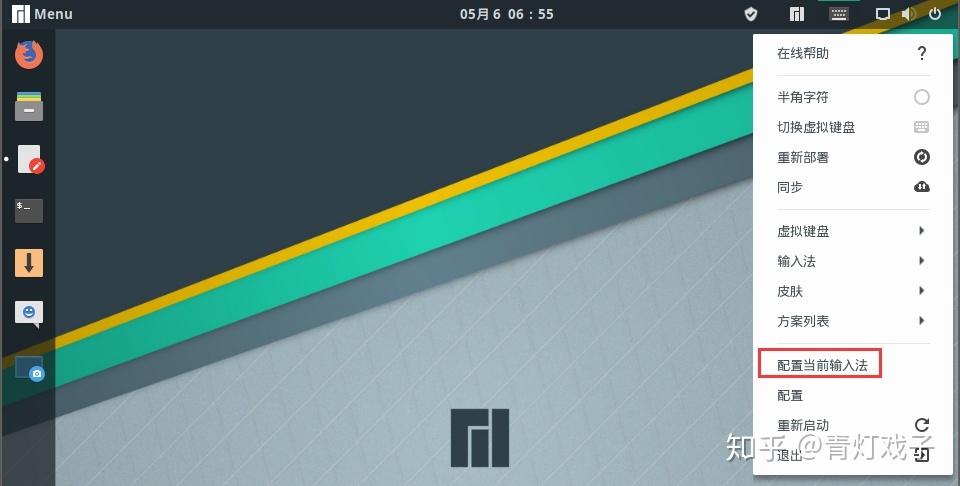 Menu
05月 6 06：55
在线帮助
?
半角字符
切换虚拟键盘
重新部署
同步
虚拟键盘
输入法
皮肤
方案列表
配置当前输入法
配置
重新启动
退出
知乎 @青灯戏子
$_